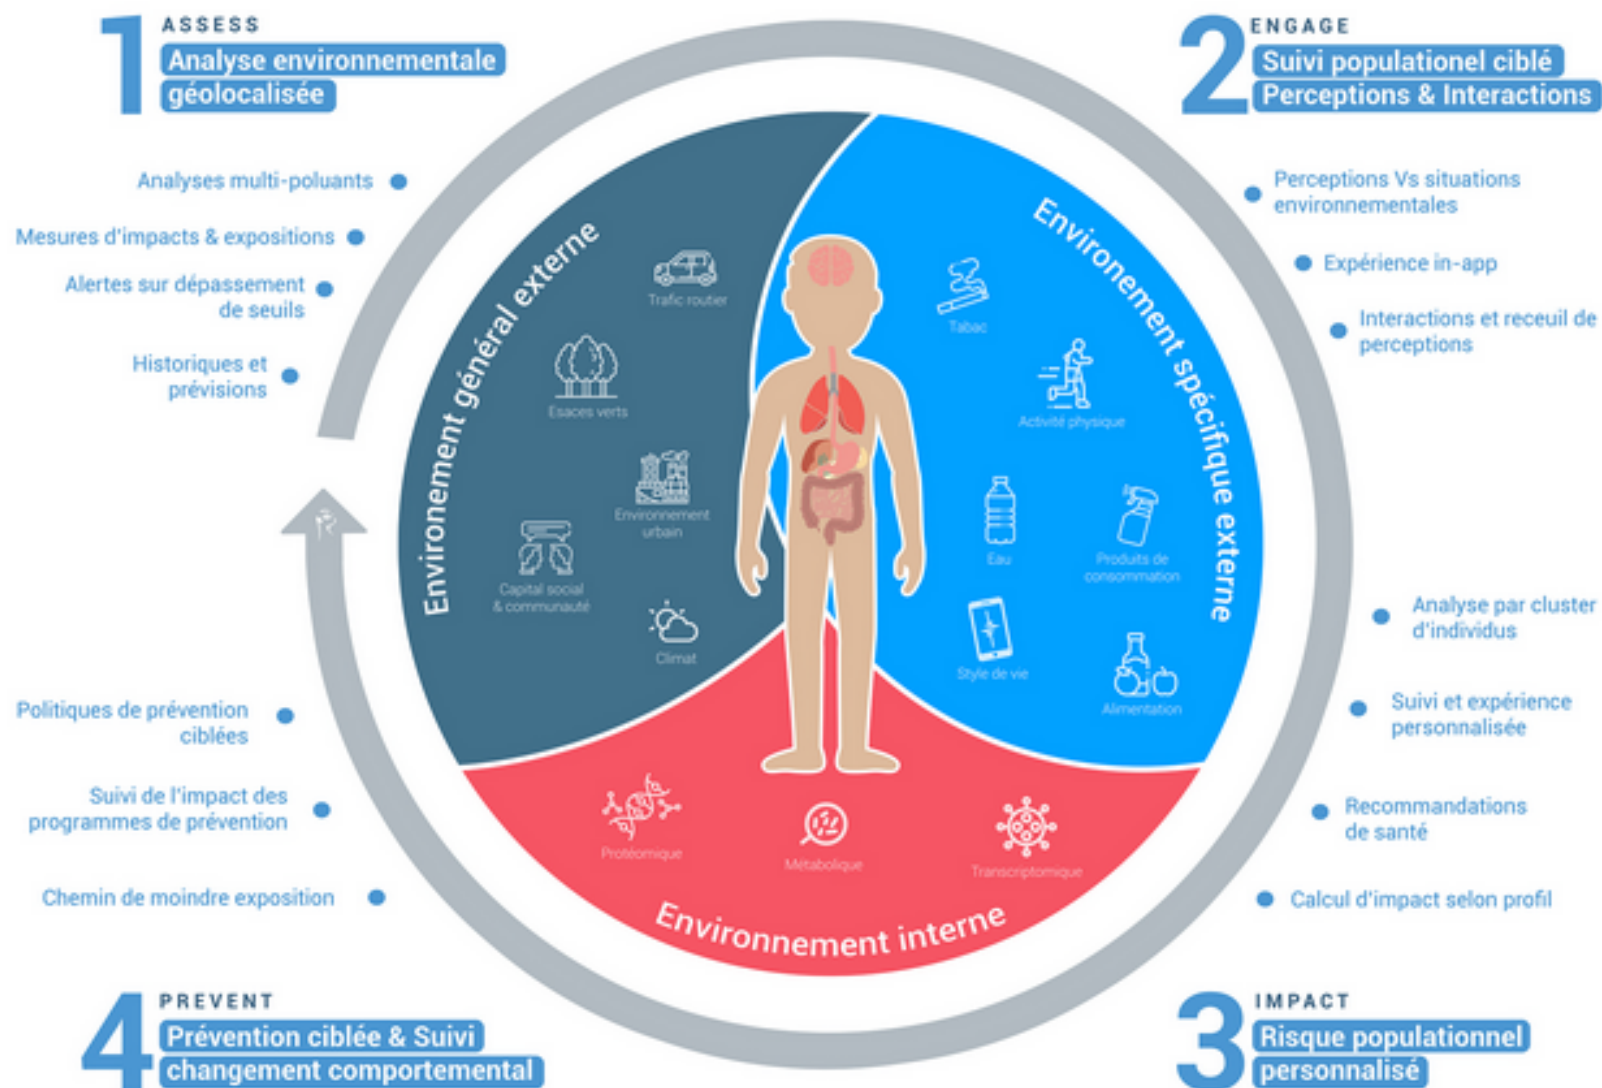 1
ASSESS
Analyse environnementale
géolocalisée
Analyses multi-poluants
Mesures d'impacts & expositions
Alertes sur dépassement
de seuils
Historiques et
prévisions
2
ENGAGE
Suivi populationel ciblé
Perceptions & Interactions
Perceptions Vs situations
environnementales
Expérience in-app
Interactions et receuil de
perceptions
Environement général externe
Trafic routier
Esaces verts
Environnement
urbain
Capital social
& communauté
Climat
Environement spécifique externe
Tabac
Activité physique
Eau
Produits de
consommation
Style de vie
Alimentation
Protéomique
Métabolique
Transcriptomique
Environnement interne
Analyse par cluster
d'individus
Suivi et expérience
personnalisée
Recommandations
de santé
Calcul d'impact selon profil
3
IMPACT
Risque populationnel
personnalisé
Politiques de prévention
ciblées
Suivi de l'impact des
programmes de prévention
Chemin de moindre exposition
4
PREVENT
Prévention ciblée & Suivi
changement comportemental